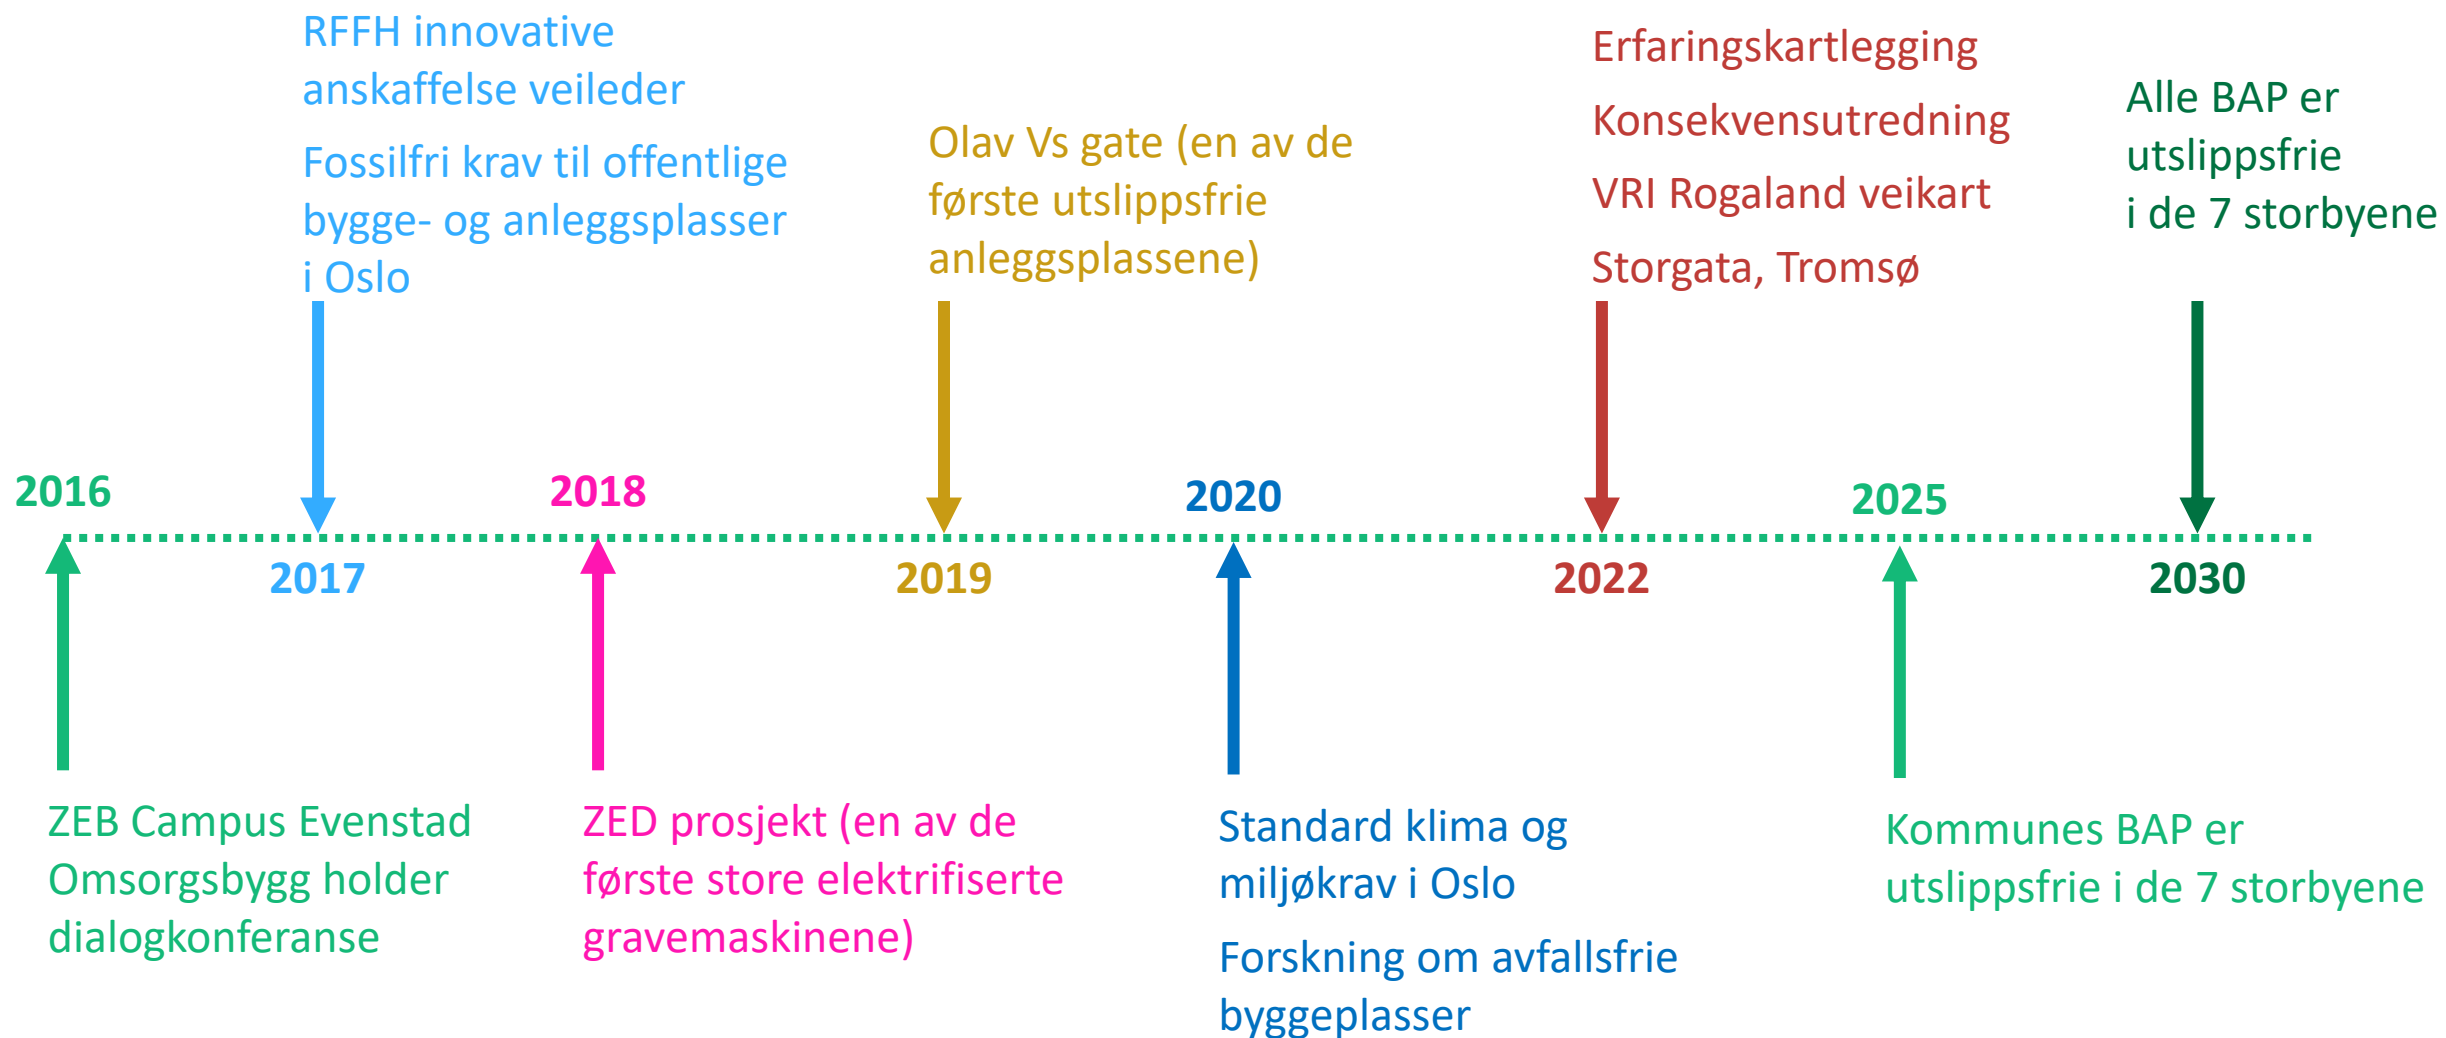 RFFH innovative
anskaffelse veileder
Fossilfri krav til offentlige
bygge- og anleggsplasser
i Oslo
Olav Vs gate (en av de
første utslippsfrie
anleggsplassene)
Erfaringskartlegging
Konsekvensutredning
VRI Rogaland veikart
Storgata, Tromsø
Alle BAP er
utslippsfrie
i de 7 storbyene
2016
2018
2020
2025
2017
2019
2022
2030
ZEB Campus Evenstad
Omsorgsbygg holder
dialogkonferanse
ZED prosjekt (en av de
første store elektrifiserte
gravemaskinene)
Standard klima og
miljøkrav i Oslo
Forskning om avfallsfrie
byggeplasser
Kommunes BAP er
utslippsfrie i de 7 storbyene